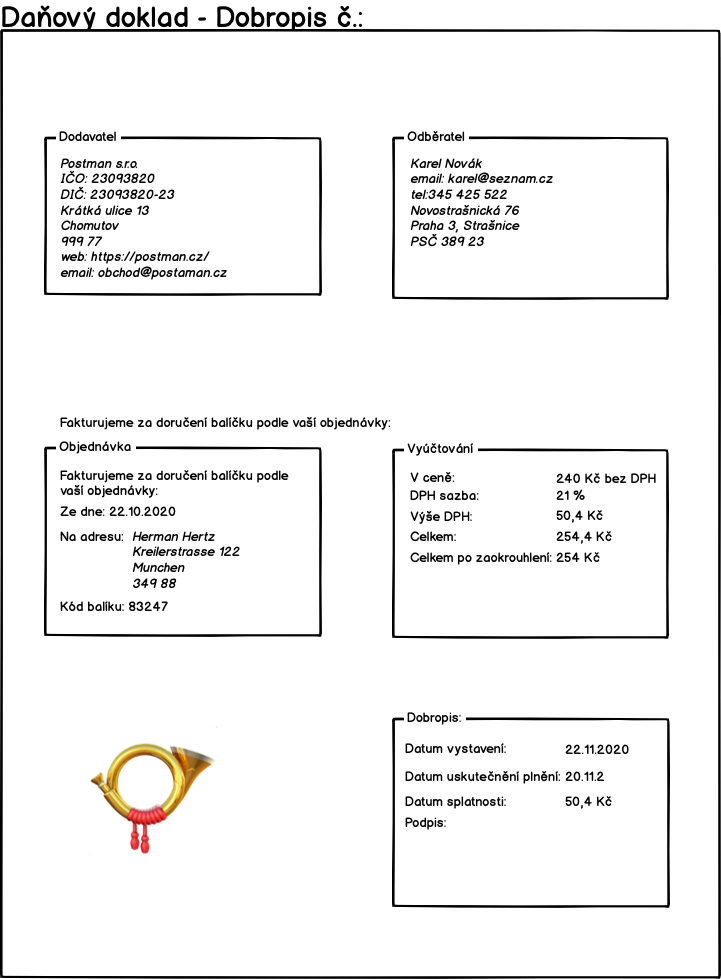 Daňový doklad - Dobropis č.:
Dodavatel
Postman s.r.o.
IČO: 23093820
DIČ: 23093820-23
Krátká ulice 13
Chomutov
999 77
web: https://postman.cz/
email: obchod@postaman.cz
Odběratel
Karel Novák
email: karel@seznam.cz
tel:345 425 522
Novostrašnická 76
Praha 3, Strašnice
PSČ 389 23
Fakturujeme za doručení balíčku podle vaší objednávky:
Objednávka
Fakturujeme za doručení balíčku podle
vaší objednávky:
Ze dne: 22.10.2020
Na adresu: Herman Hertz
Kreilerstrasse 122
Munchen
349 88
Kód balíku: 83247
Vyúčtování
V ceně: 240 Kč bez DPH
DPH sazba: 21 %
Výše DPH: 50,4 Kč
Celkem: 254,4 Kč
Celkem po zaokrouhlení: 254 Kč
Dobropis:
Datum vystavení: 22.11.2020
Datum uskutečnění plnění: 20.11.2
Datum splatnosti: 50,4 Kč
Podpis: